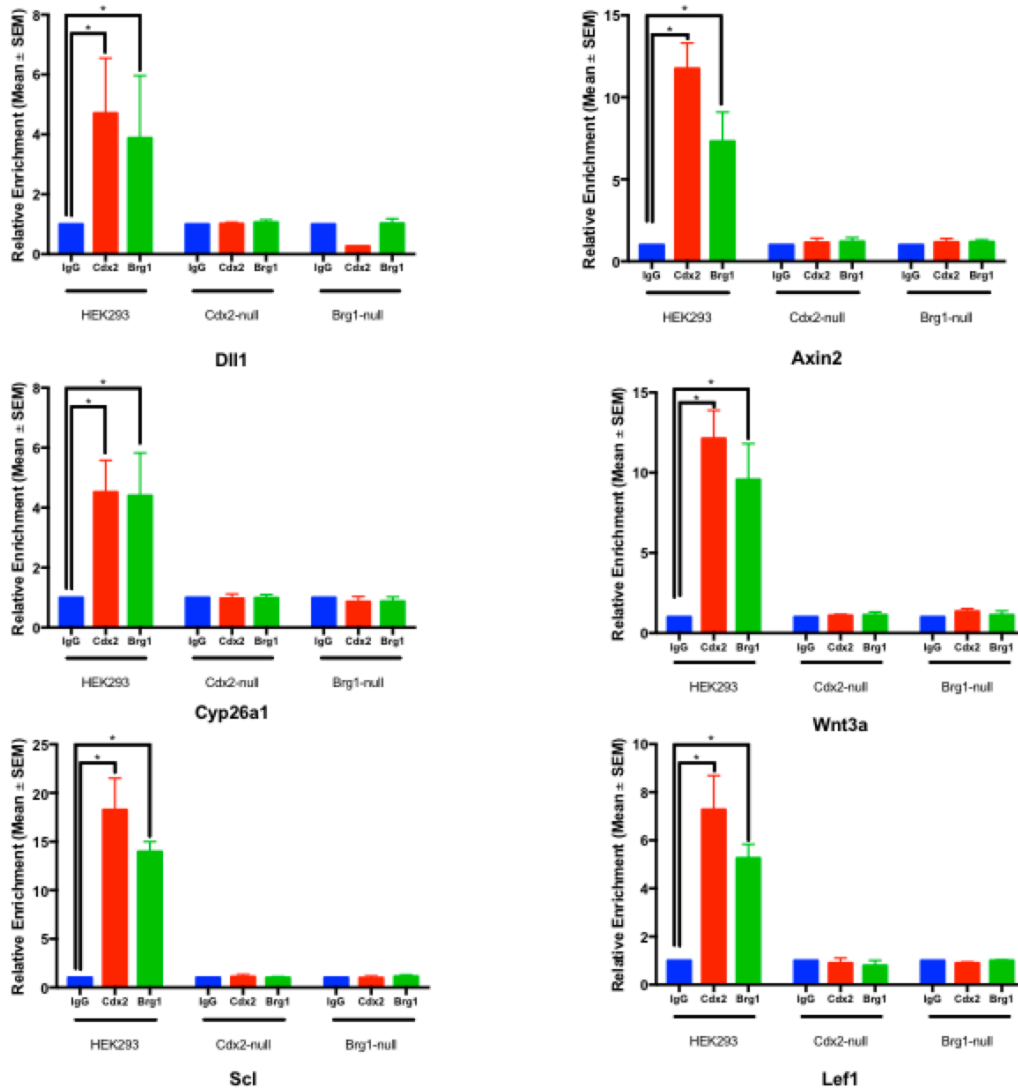 Relative Enrichment (Mean ± SEM)
8
6
4
2
0
*
*
IgG Cdx2 Brg1 IgG Cdx2 Brg1 IgG Cdx2 Brg1
HEK293 Cdx2-null Brg1-null
Dll1
Relative Enrichment (Mean ± SEM)
15
10
5
0
*
*
IgG Cdx2 Brg1 IgG Cdx2 Brg1 IgG Cdx2 Brg1
HEK293 Cdx2-null Brg1-null
Axin2
Relative Enrichment (Mean ± SEM)
8
6
4
2
0
*
*
IgG Cdx2 Brg1 IgG Cdx2 Brg1 IgG Cdx2 Brg1
HEK293 Cdx2-null Brg1-null
Cyp26a1
Relative Enrichment (Mean ± SEM)
15
10
5
0
*
*
IgG Cdx2 Brg1 IgG Cdx2 Brg1 IgG Cdx2 Brg1
HEK293 Cdx2-null Brg1-null
Wnt3a
Relative Enrichment (Mean ± SEM)
25
20
15
10
5
0
*
*
IgG Cdx2 Brg1 IgG Cdx2 Brg1 IgG Cdx2 Brg1
HEK293 Cdx2-null Brg1-null
Scl
Relative Enrichment (Mean ± SEM)
10
8
6
4
2
0
*
*
IgG Cdx2 Brg1 IgG Cdx2 Brg1 IgG Cdx2 Brg1
HEK293 Cdx2-null Brg1-null
Lef1